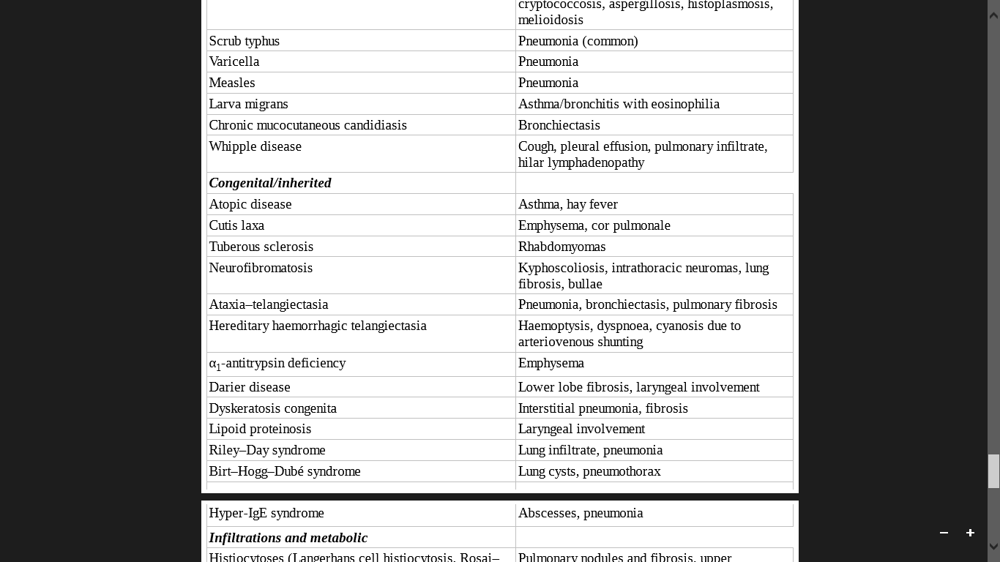 cryptococcosis, aspergillosis, histoplasmosis,
melioidosis
Scrub typhus Pneumonia (common)
Varicella Pneumonia
Measles Pneumonia
Larva migrans Asthma/bronchitis with eosinophilia
Chronic mucocutaneous candidiasis Bronchiectasis
Whipple disease Cough, pleural effusion, pulmonary infiltrate,
hilar lymphadenopathy
Congenital/inherited
Atopic disease Asthma, hay fever
Cutis laxa Emphysema, cor pulmonale
Tuberous sclerosis Rhabdomyomas
Neurofibromatosis Kyphoscoliosis, intrathoracic neuromas, lung
fibrosis, bullae
Ataxia–telangiectasia Pneumonia, bronchiectasis, pulmonary fibrosis
Hereditary haemorrhagic telangiectasia Haemoptysis, dyspnoea, cyanosis due to
arteriovenous shunting
α1-antitrypsin deficiency Emphysema
Darier disease Lower lobe fibrosis, laryngeal involvement
Dyskeratosis congenita Interstitial pneumonia, fibrosis
Lipoid proteinosis Laryngeal involvement
Riley–Day syndrome Lung infiltrate, pneumonia
Birt–Hogg–Dubé syndrome Lung cysts, pneumothorax
Hyper-IgE syndrome Abscesses, pneumonia
Infiltrations and metabolic
Histiocytoses (Langerhans cell histiocytosis, Rosai– Pulmonary nodules and fibrosis, upper